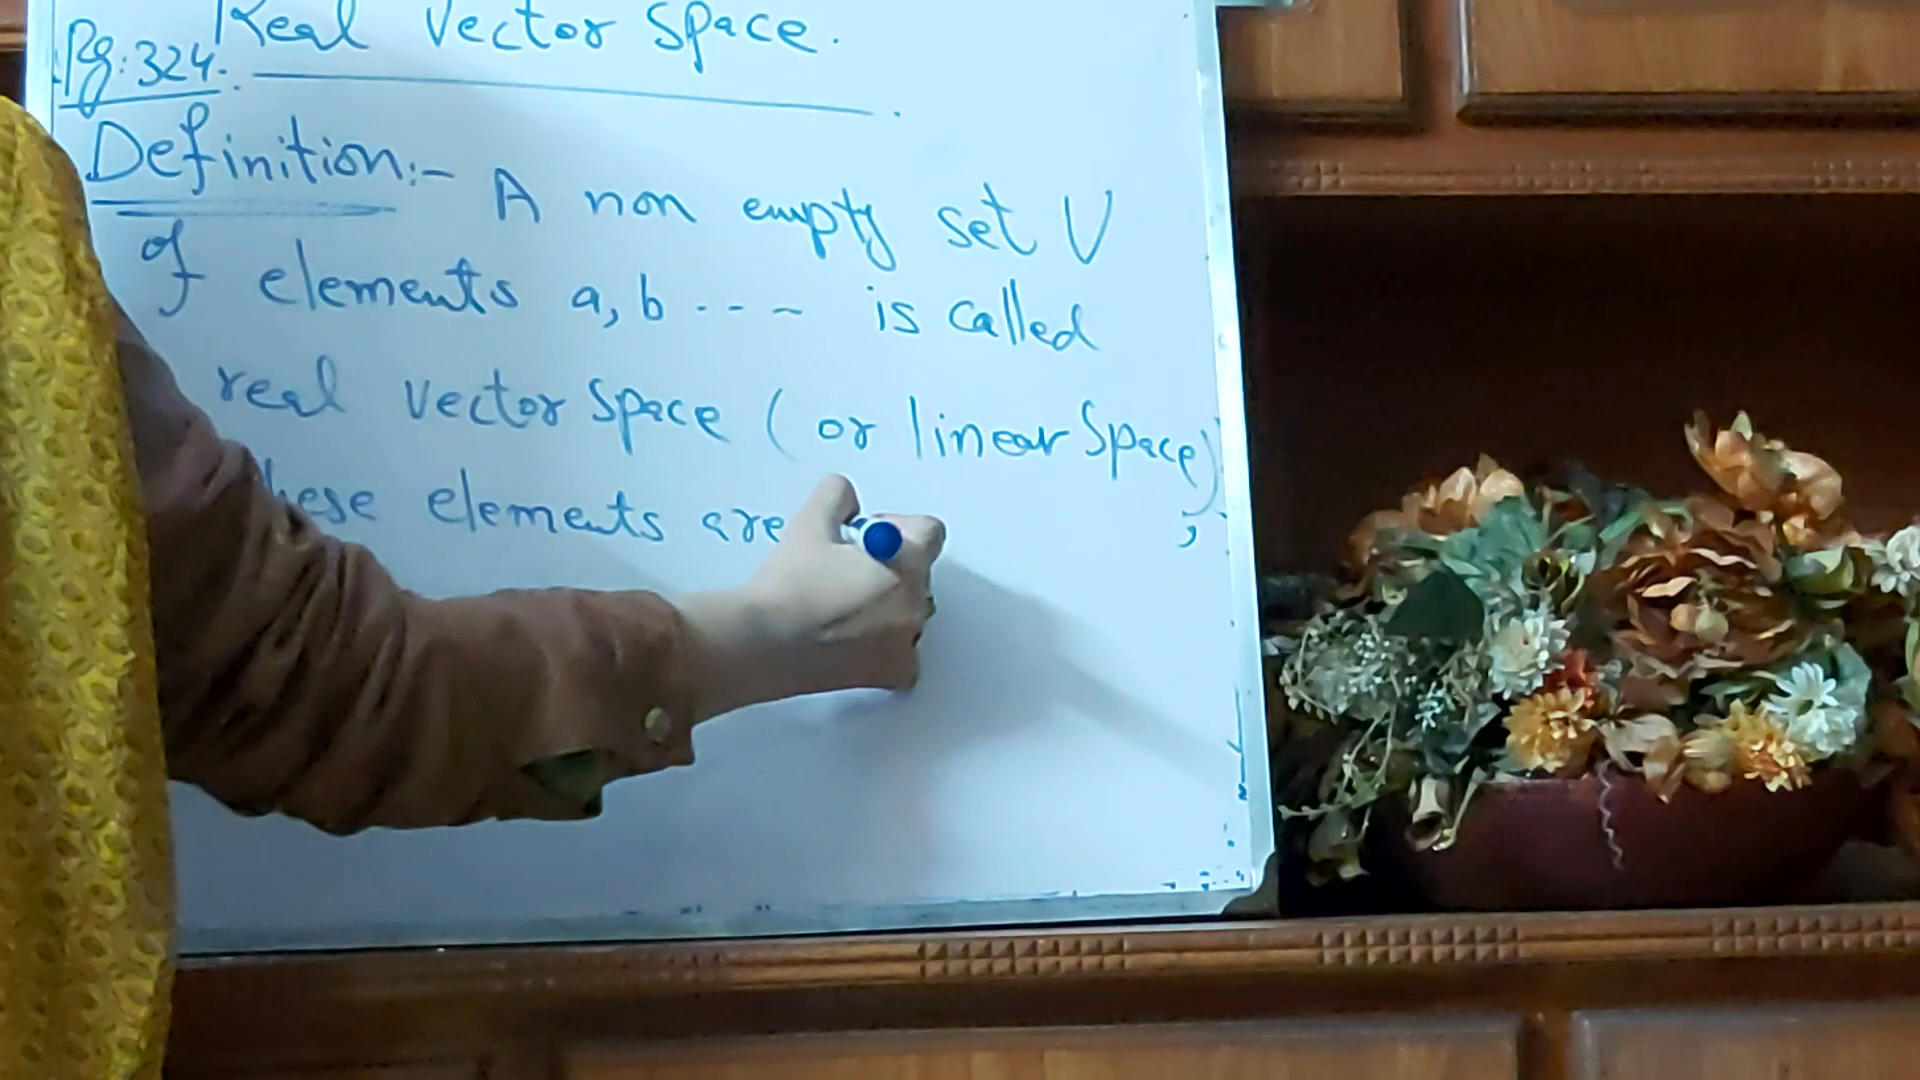 Real Vector Space.
Pg:324.
Definition:- A non empty set V
of elements a, b - - - is called
real vector space (or linear space)
elements are ;